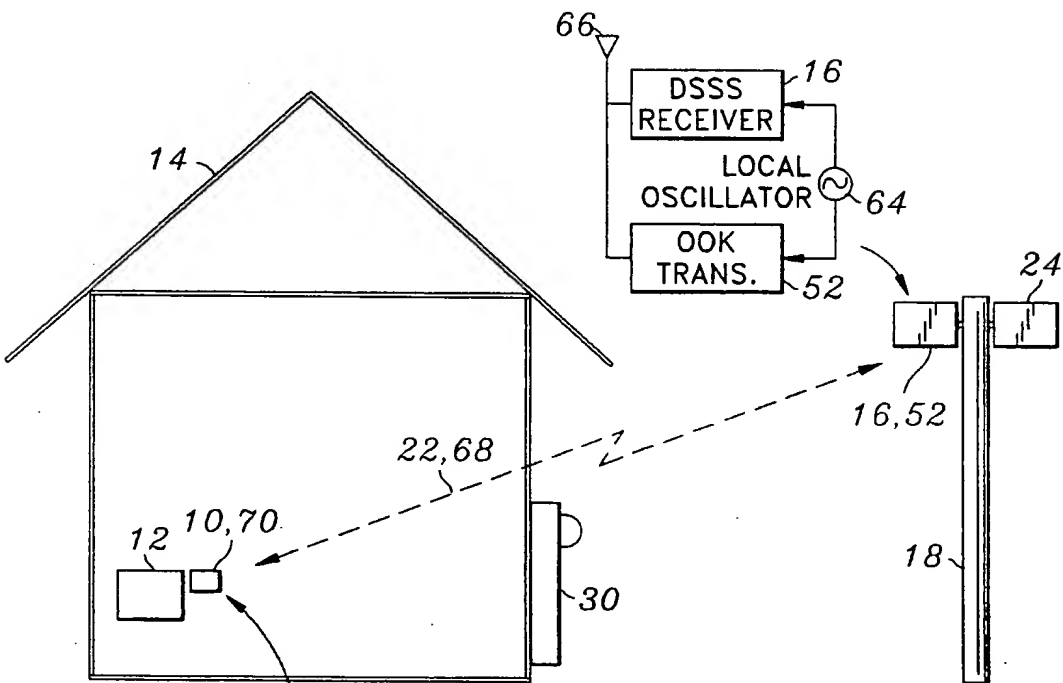 66
16
DSSS
RECEIVER
14
LOCAL
OSCILLATOR
64
OOK
TRANS.
52
24
16,52
22,68
10,70
12
18
30